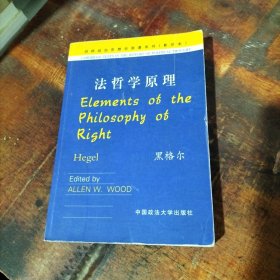 法哲学原理
Elements of the
Philosophy of
Right
Hegel
黑格尔
Edited by
ALLEN W. WOOD
中国政法大学出版社